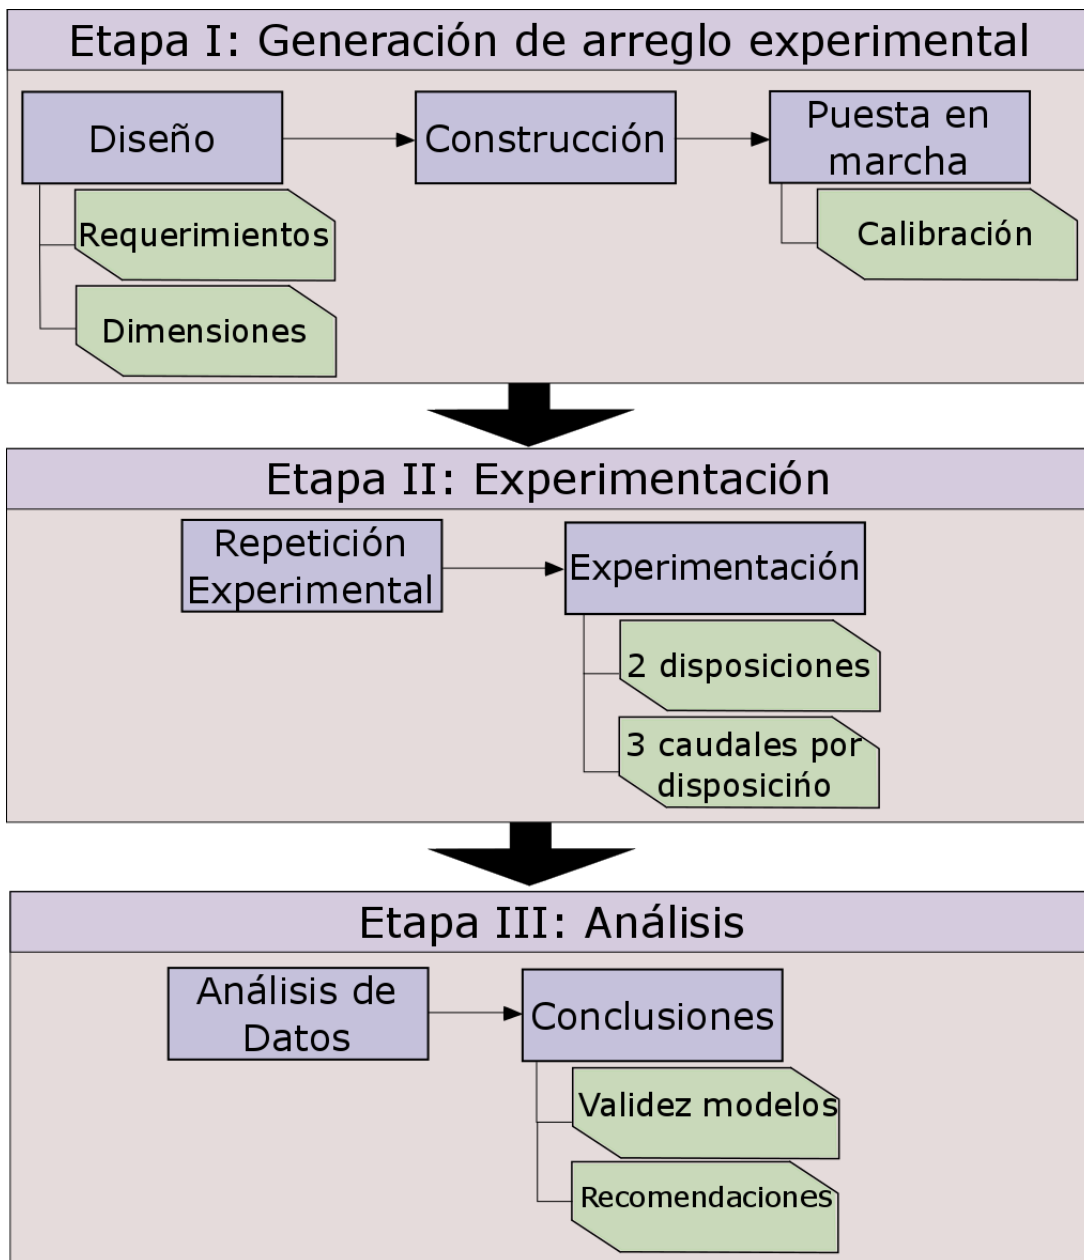 Etapa I: Generación de arreglo experimental
Diseño
Construcción
Puesta en
marcha
Requerimientos
Calibración
Dimensiones
Etapa II: Experimentación
Repetición
Experimental
Experimentación
2 disposiciones
3 caudales por
disposicińo
Etapa III: Análisis
Análisis de
Datos
Conclusiones
Validez modelos
Recomendaciones